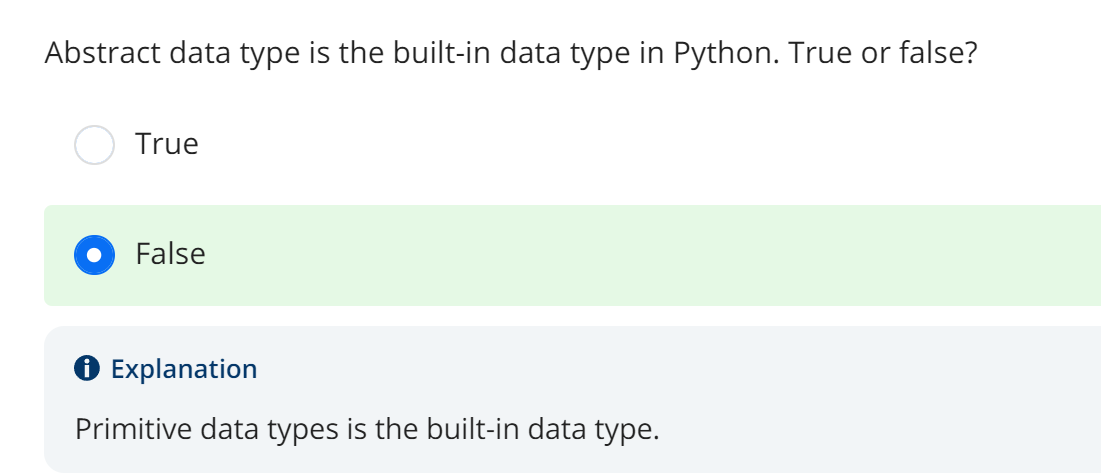 Abstract data type is the built-in data type in Python. True or false?
True
False
Explanation
Primitive data types is the built-in data type.